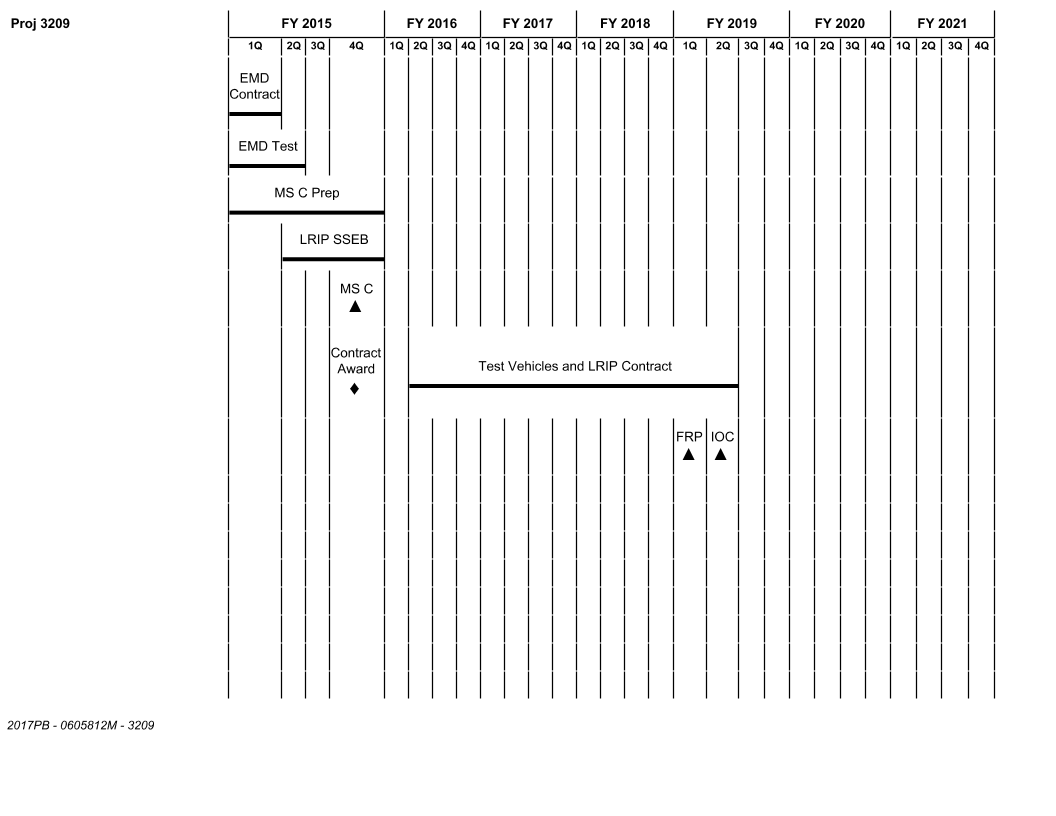 Proj 3209
FY 2015 FY 2016 FY 2017 FY 2018 FY 2019 FY 2020 FY 2021
1Q 2Q 3Q 4Q 1Q 2Q 3Q 4Q 1Q 2Q 3Q 4Q 1Q 2Q 3Q 4Q 1Q 2Q 3Q 4Q 1Q 2Q 3Q 4Q 1Q 2Q 3Q 4Q
EMD
Contract
EMD Test
MS C Prep
LRIP SSEB
MS C
Contract
Award
Test Vehicles and LRIP Contract
FRP IOC
2017PB - 0605812M - 3209